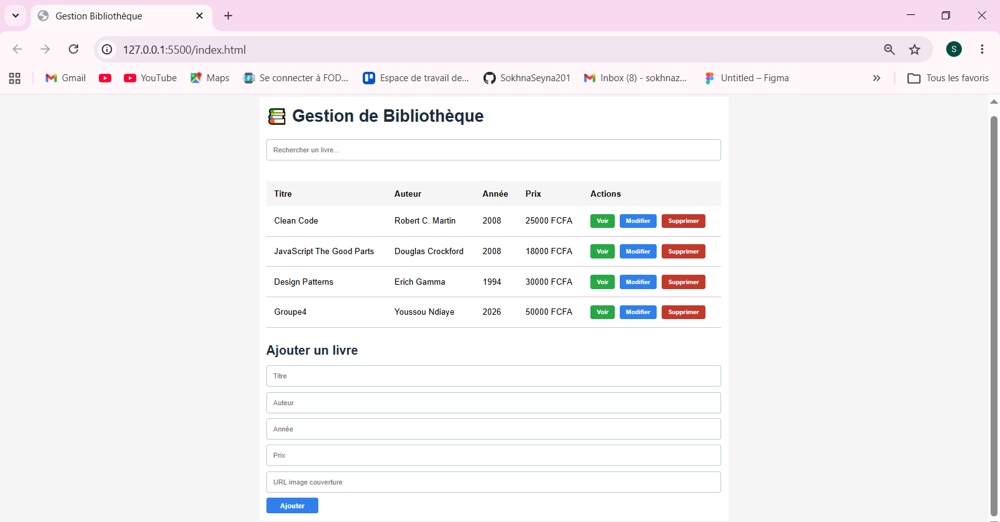 Gestion Bibliothèque
127.0.0.1:5500/index.html
S
Gmail YouTube Maps Se connecter à FOD... Espace de travail de... SokhnaSeyna201 Inbox (8) - sokhnaz... Untitled – Figma Tous les favoris
Gestion de Bibliothèque
Rechercher un livre...
Titre Auteur Année Prix Actions
Clean Code Robert C. Martin 2008 25000 FCFA Voir Modifier Supprimer
JavaScript The Good Parts Douglas Crockford 2008 18000 FCFA Voir Modifier Supprimer
Design Patterns Erich Gamma 1994 30000 FCFA Voir Modifier Supprimer
Groupe4 Youssou Ndiaye 2026 50000 FCFA Voir Modifier Supprimer
Ajouter un livre
Titre
Auteur
Année
Prix
URL image couverture
Ajouter